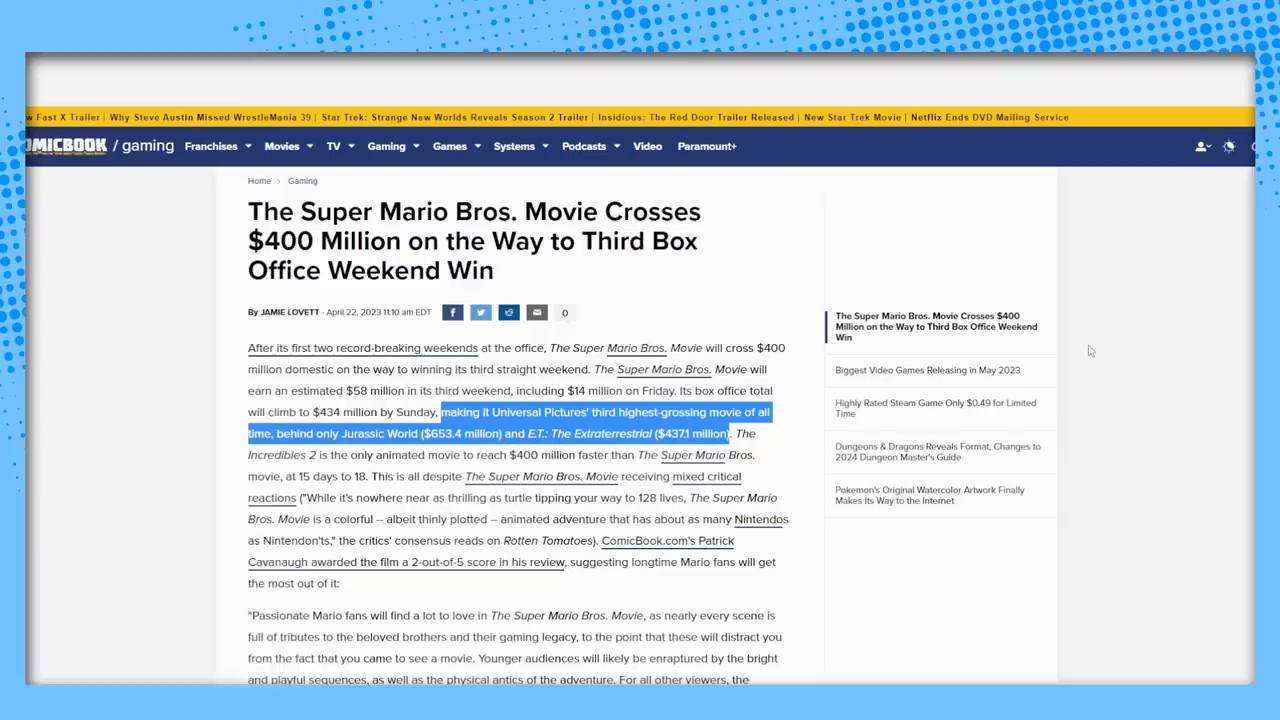 w Fast X Trailer | Why Steve Austin Missed WrestleMania 39 | Star Trek: Strange New Worlds Reveals Season 2 Trailer | Insidious: The Red Door Trailer Released | New Star Trek Movie | Netflix Ends DVD Mailing Service
OMICBOOK / gaming Franchises Movies TV Gaming Games Systems Podcasts Video Paramount+
Home > Gaming
The Super Mario Bros. Movie Crosses
$400 Million on the Way to Third Box
Office Weekend Win
By JAMIE LOVETT - April 22, 2023 11:10 am EDT
0
After its first two record-breaking weekends at the office, The Super Mario Bros. Movie will cross $400
million domestic on the way to winning its third straight weekend. The Super Mario Bros. Movie will
earn an estimated $58 million in its third weekend, including $14 million on Friday. Its box office total
will climb to $434 million by Sunday, making it Universal Pictures' third highest-grossing movie of all
time, behind only Jurassic World ($653.4 million) and E.T.: The Extraterrestrial ($437.1 million). The
Incredibles 2 is the only animated movie to reach $400 million faster than The Super Mario Bros.
movie, at 15 days to 18. This is all despite The Super Mario Bros. Movie receiving mixed critical
reactions ("While it's nowhere near as thrilling as turtle tipping your way to 128 lives, The Super Mario
Bros. Movie is a colorful -- albeit thinly plotted -- animated adventure that has about as many Nintendos
as Nintendon'ts," the critics' consensus reads on Rotten Tomatoes). ComicBook.com's Patrick
Cavanaugh awarded the film a 2-out-of-5 score in his review, suggesting longtime Mario fans will get
the most out of it:
"Passionate Mario fans will find a lot to love in The Super Mario Bros. Movie, as nearly every scene is
full of tributes to the beloved brothers and their gaming legacy, to the point that these will distract you
from the fact that you came to see a movie. Younger audiences will likely be enraptured by the bright
and playful sequences, as well as the physical antics of the adventure. For all other viewers, the
The Super Mario Bros. Movie Crosses $400
Million on the Way to Third Box Office Weekend
Win
Biggest Video Games Releasing in May 2023
Highly Rated Steam Game Only $0.49 for Limited
Time
Dungeons & Dragons Reveals Format, Changes to
2024 Dungeon Master's Guide
Pokemon's Original Watercolor Artwork Finally
Makes Its Way to the Internet